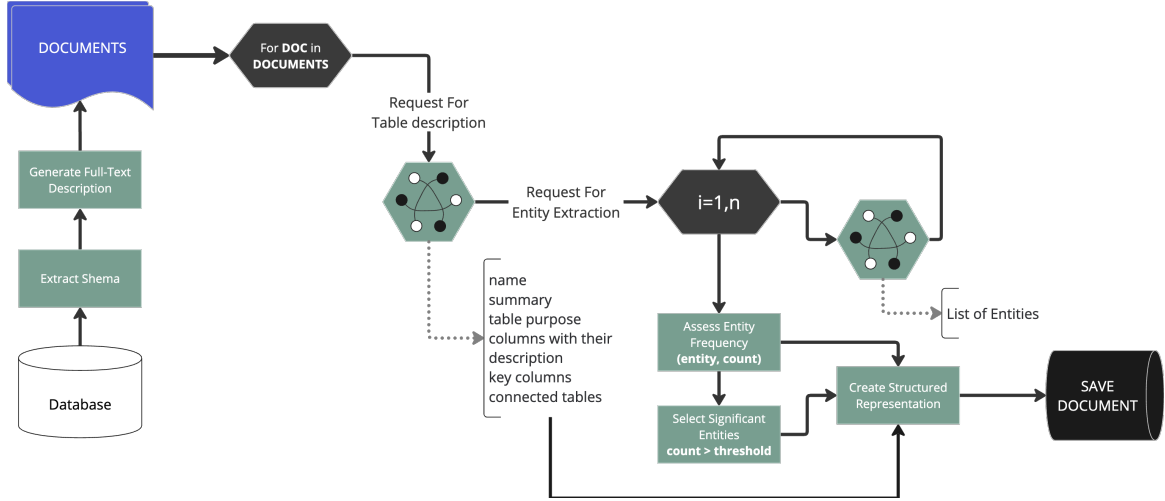 DOCUMENTS
For DOC in
DOCUMENTS
Request For
Table description
Generate Full-Text
Description
Request For
Entity Extraction
i=1,n
Extract Shema
name
summary
table purpose
columns with their
description
key columns
connected tables
List of Entities
Assess Entity
Frequency
(entity, count)
Database
Create Structured
Representation
SAVE
DOCUMENT
Select Significant
Entities
count > threshold